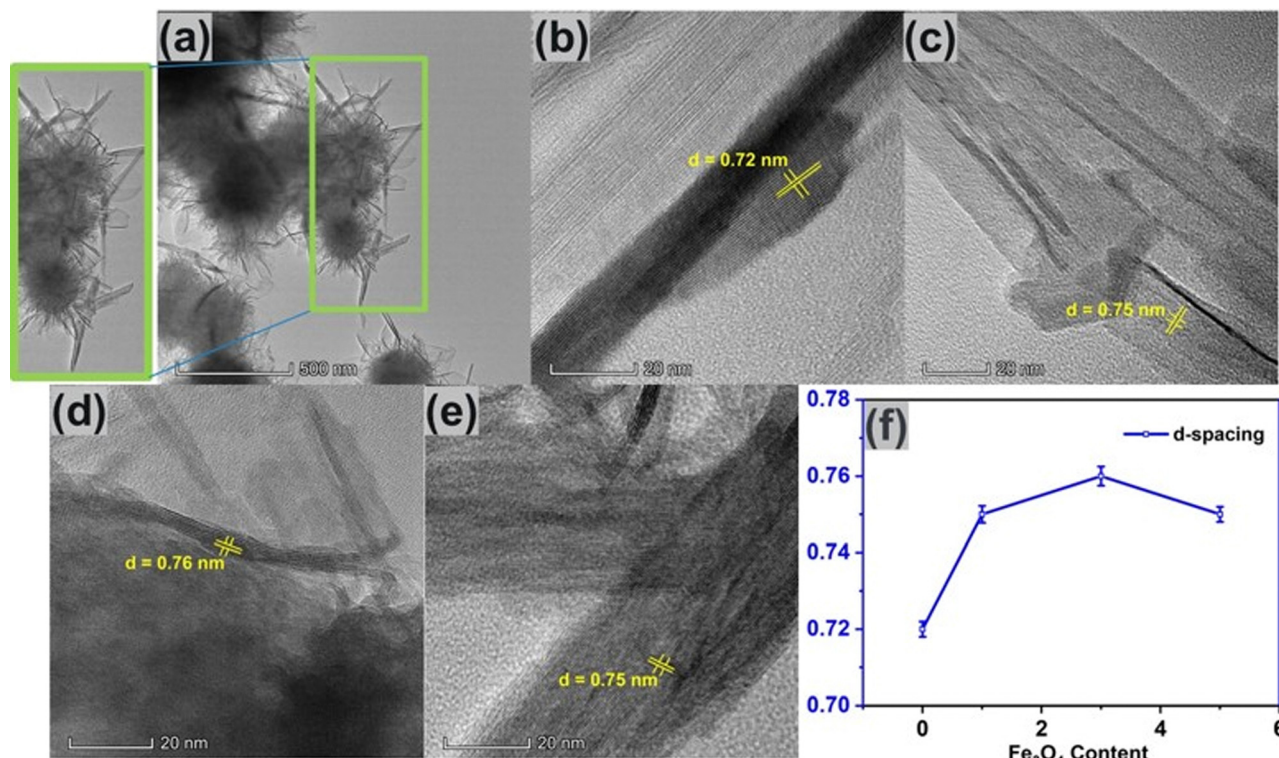 (a)
500 nm
(b)
d = 0.72 nm
20 nm
(c)
d = 0.75 nm
20 nm
(d)
d = 0.76 nm
20 nm
(e)
d = 0.75 nm
20 nm
(f)
d-spacing
0.78
0.76
0.74
0.72
0.70
0 2 4 6
Content